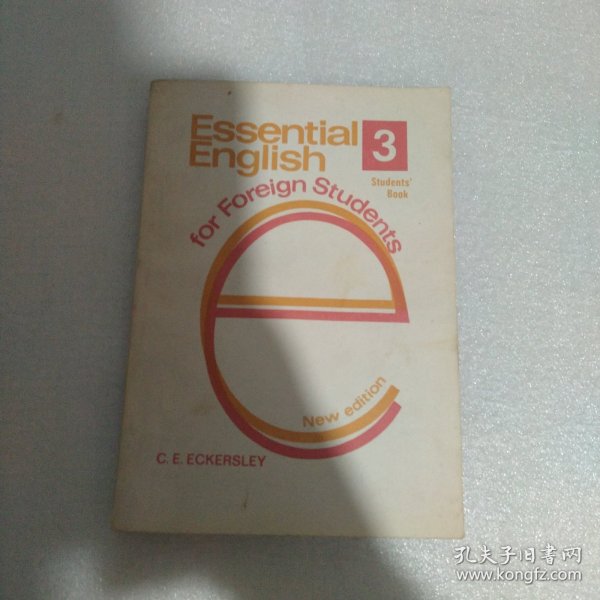 Essential
English
3
Students'
Book
for Foreign Students
New edition
C. E. ECKERSLEY
孔夫子旧书网
www.kongfz.com